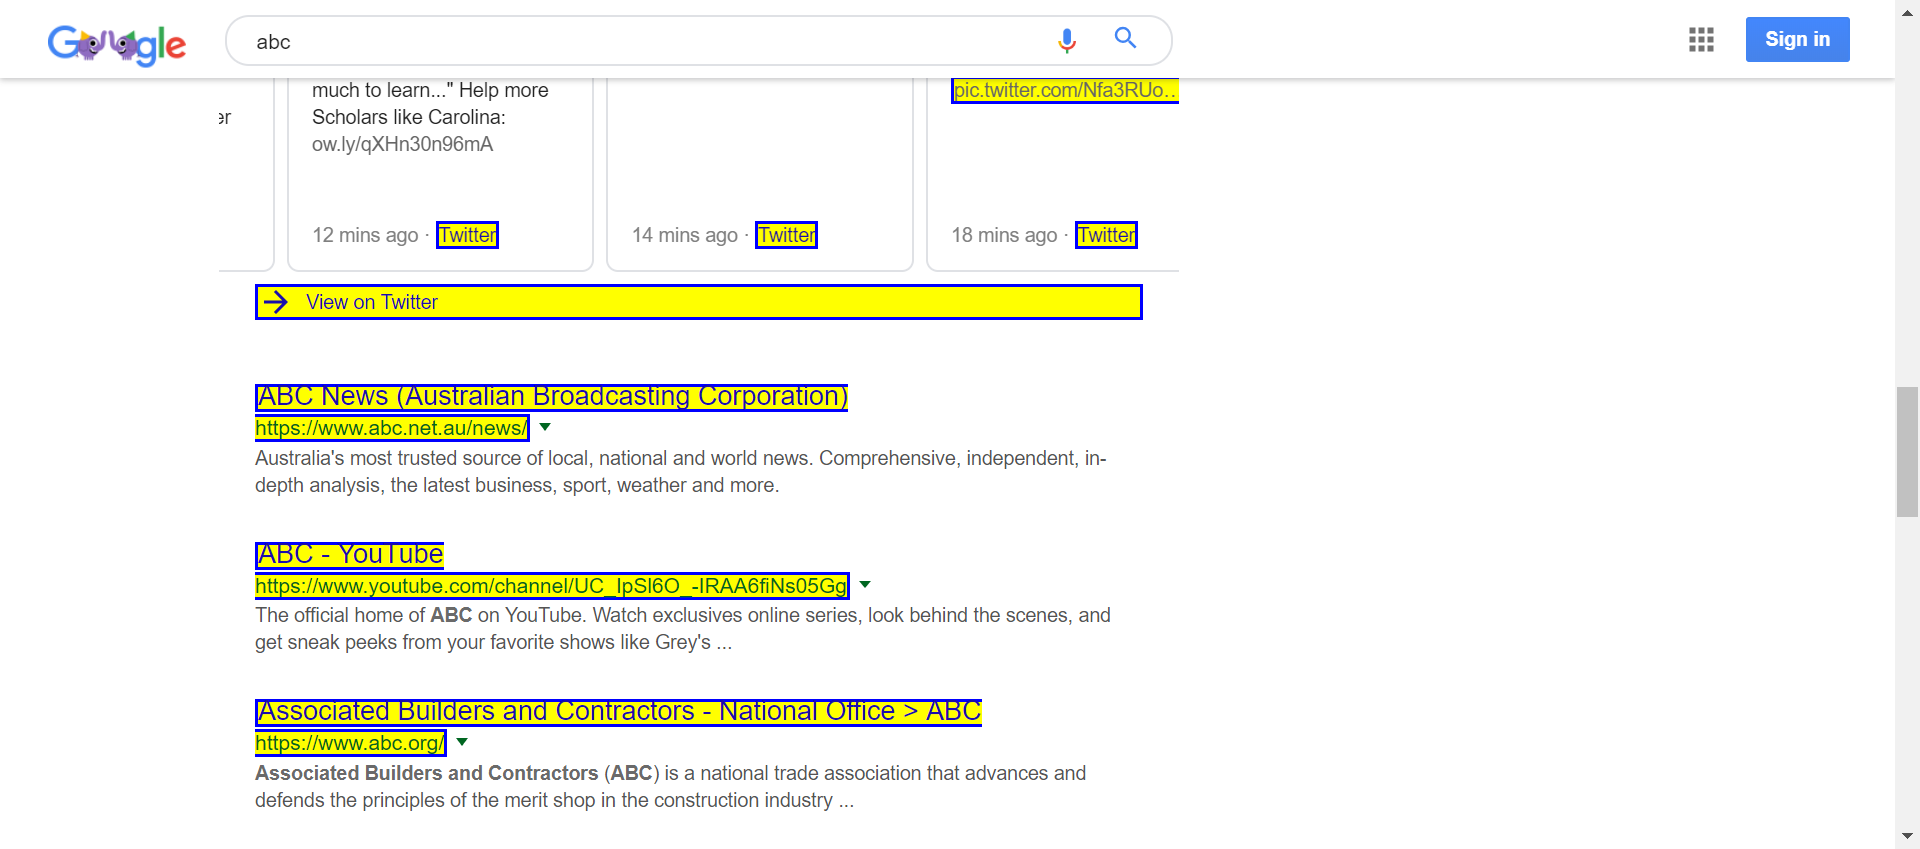 Google
abc
Sign in
er
much to learn..." Help more
Scholars like Carolina:
ow.ly/qXHn30n96mA
pic.twitter.com/Nfa3RUo...
12 mins ago · Twitter
14 mins ago · Twitter
18 mins ago · Twitter
View on Twitter
ABC News (Australian Broadcasting Corporation)
https://www.abc.net.au/news/
Australia's most trusted source of local, national and world news. Comprehensive, independent, in-
depth analysis, the latest business, sport, weather and more.
ABC - YouTube
https://www.youtube.com/channel/UC_IpSl6O_-IRAA6fiNs05Gg
The official home of ABC on YouTube. Watch exclusives online series, look behind the scenes, and
get sneak peeks from your favorite shows like Grey's ...
Associated Builders and Contractors - National Office > ABC
https://www.abc.org/
Associated Builders and Contractors (ABC) is a national trade association that advances and
defends the principles of the merit shop in the construction industry ...